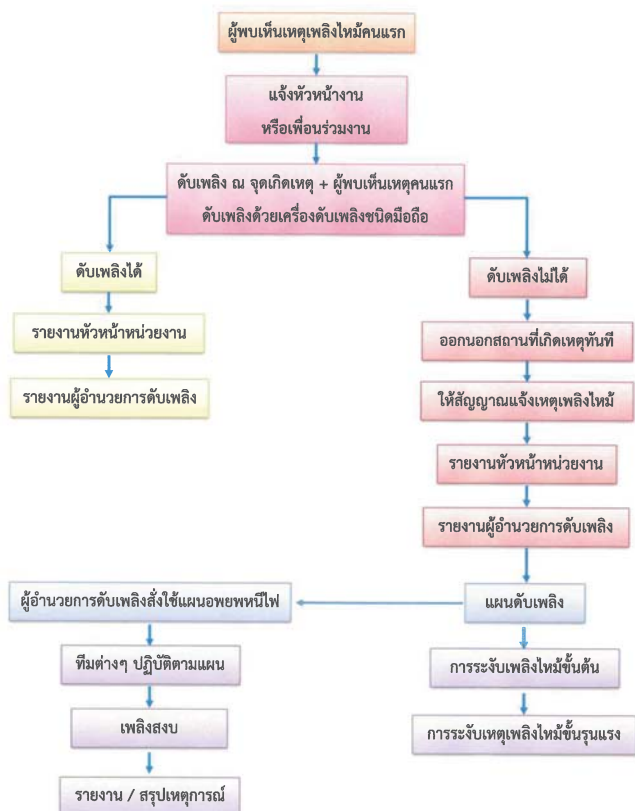 ผู้พบเห็นเหตุเพลิงไหม้คนแรก
แจ้งหัวหน้างาน
หรือเพื่อนร่วมงาน
ดับเพลิง ณ จุดเกิดเหตุ + ผู้พบเห็นเหตุคนแรก
ดับเพลิงด้วยเครื่องดับเพลิงชนิดมือถือ
ดับเพลิงได้
รายงานหัวหน้าหน่วยงาน
รายงานผู้อำนวยการดับเพลิง
ดับเพลิงไม่ได้
ออกนอกสถานที่เกิดเหตุทันที
ให้สัญญาณแจ้งเหตุเพลิงไหม้
รายงานหัวหน้าหน่วยงาน
รายงานผู้อำนวยการดับเพลิง
แผนดับเพลิง
ผู้อำนวยการดับเพลิงสั่งใช้แผนอพยพหนีไฟ
ทีมต่างๆ ปฏิบัติตามแผน
เพลิงสงบ
รายงาน / สรุปเหตุการณ์
การระงับเพลิงไหม้ขั้นต้น
การระงับเหตุเพลิงไหม้ขั้นรุนแรง